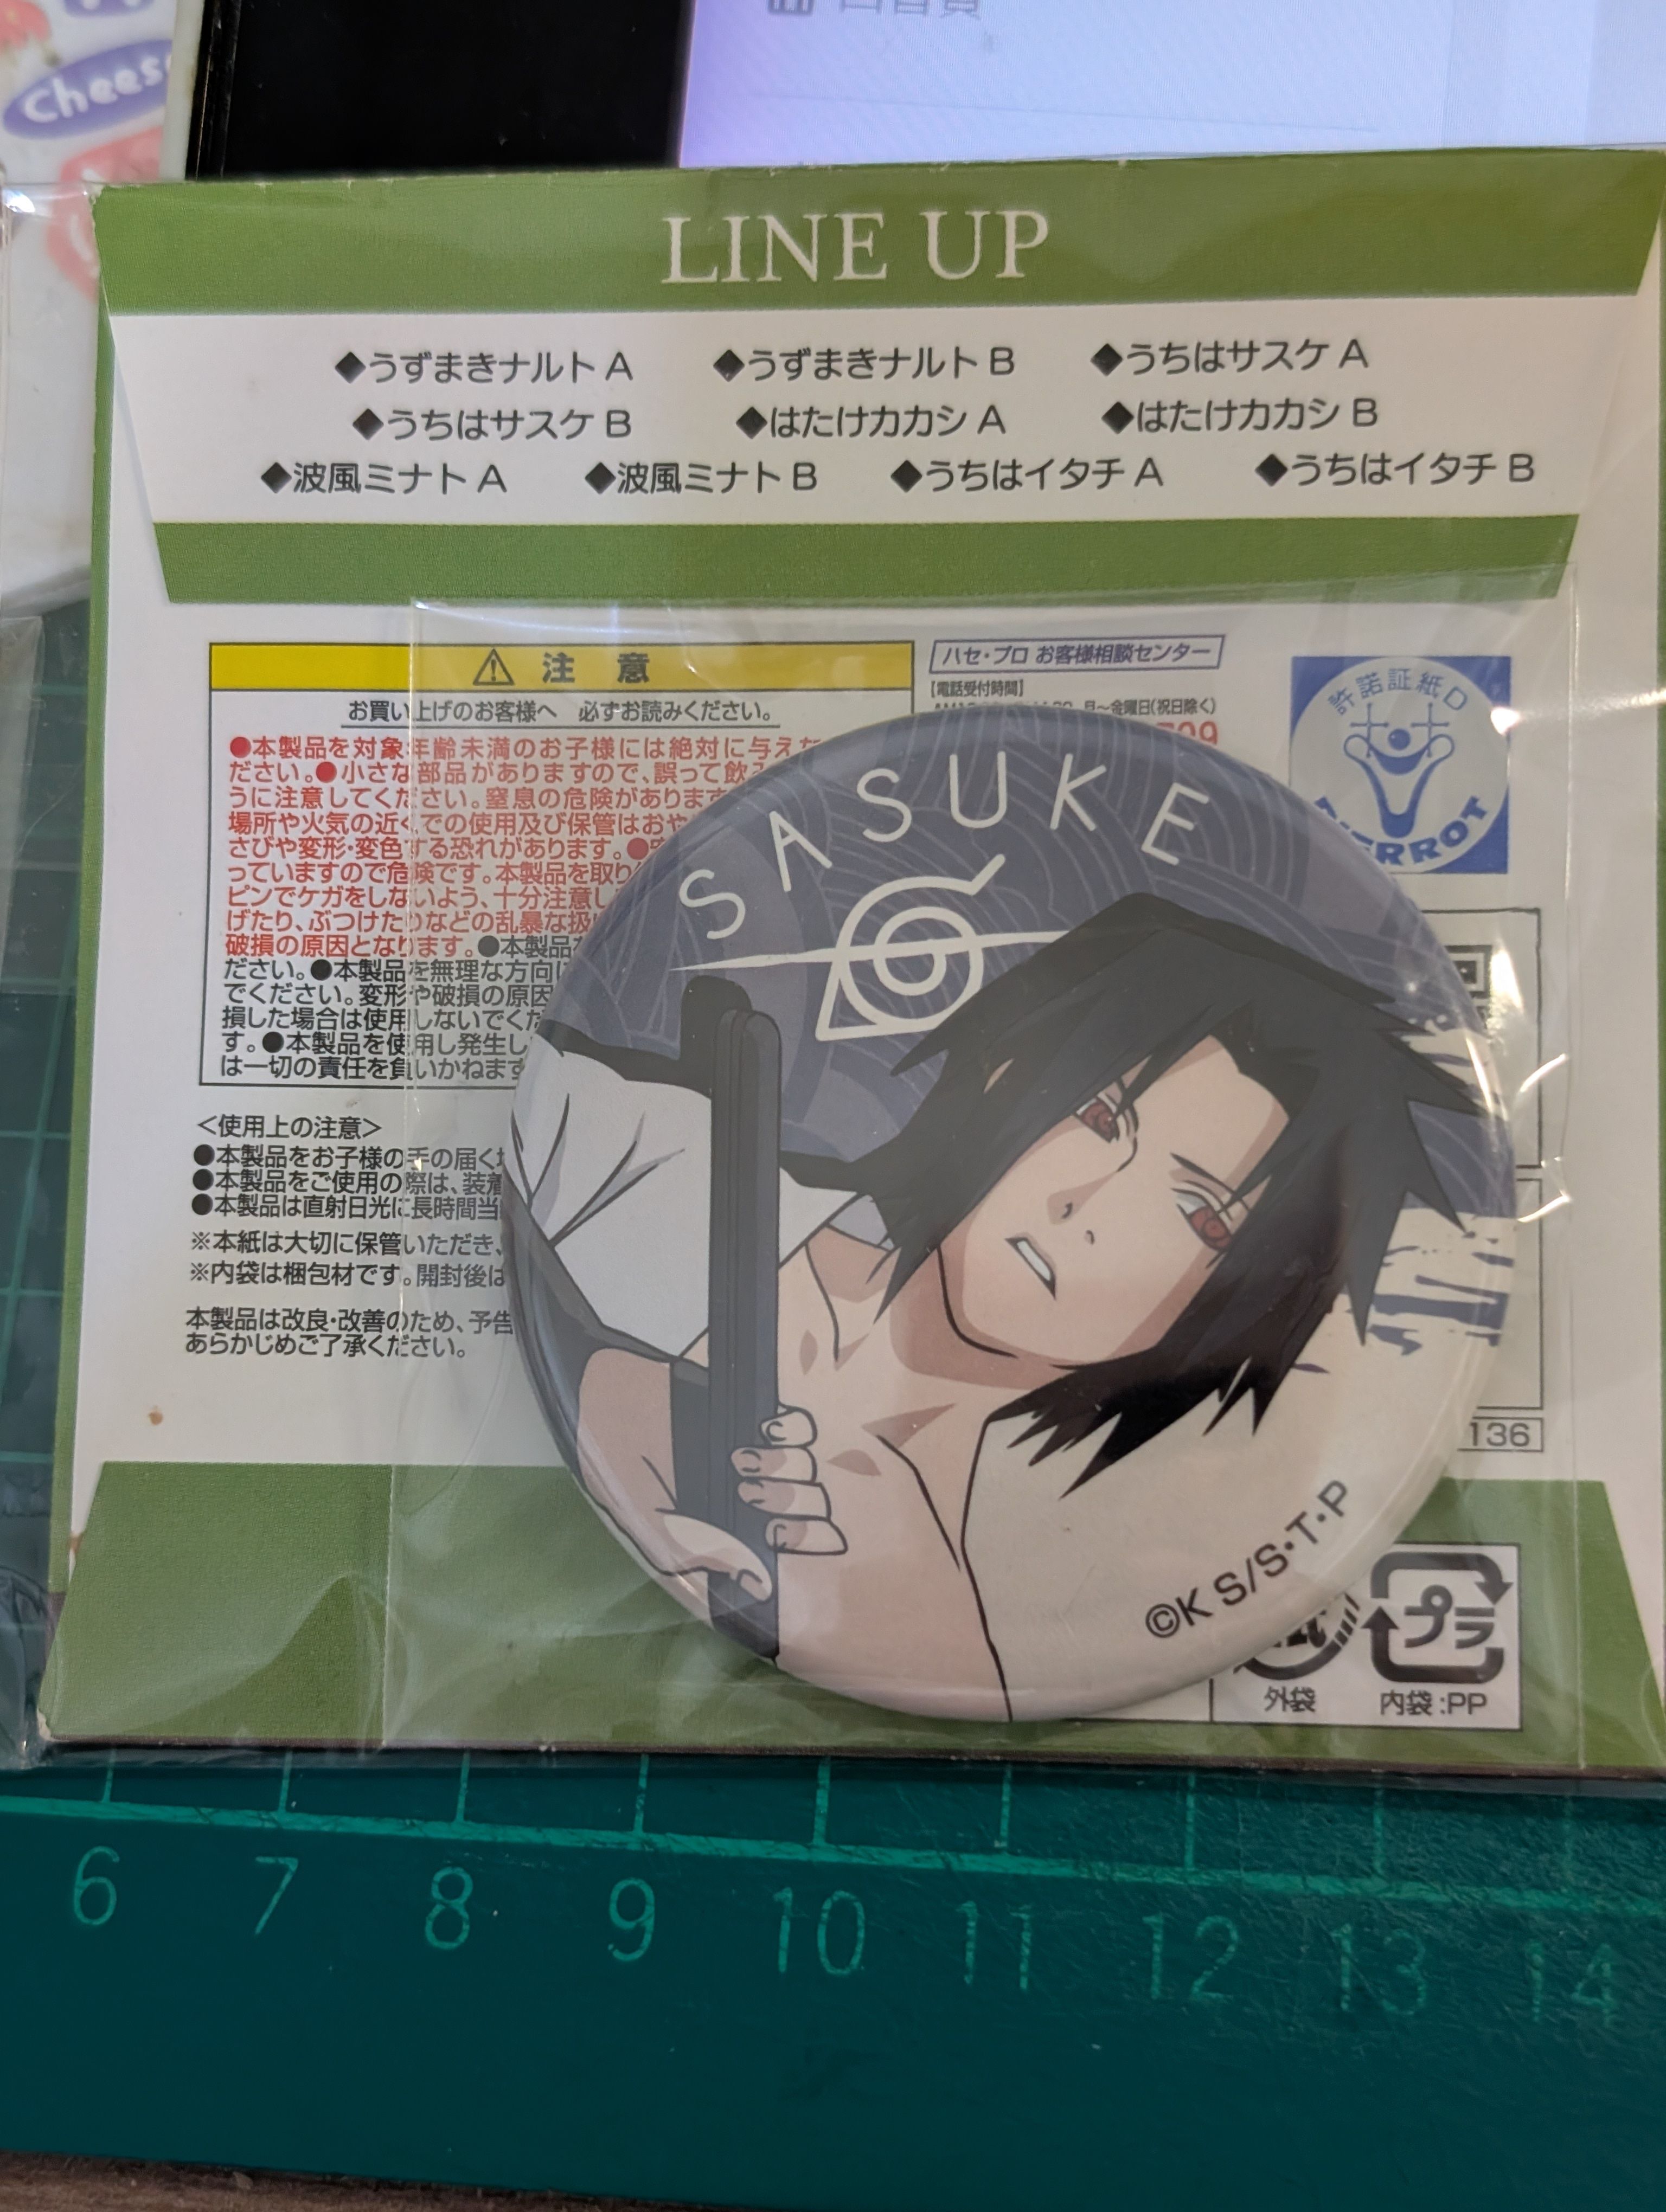 Cheese
LINE UP
◆うずまきナルト A ◆うずまきナルト B ◆うちはサスケ A
◆うちはサスケ B ◆はたけカカシ A ◆はたけカカシ B
◆波風ミナト A ◆波風ミナト B ◆うちはイタチ A ◆うちはイタチ B
⚠ 注 意
お買い上げのお客様へ 必ずお読みください。
●本製品を対象年齢未満のお子様には絶対に与えな
ださい。●小さな部品がありますので、誤って飲み
うに注意してください。窒息の危険があります
場所や火気の近くでの使用及び保管はおや
さびや変形・変色する恐れがあります。●
っていますので危険です。本製品を取り
ピンでケガをしないよう、十分注意し
げたり、ぶつけたりなどの乱暴な扱
破損の原因となります。●本製品
ださい。●本製品を無理な方向に
でください。変形や破損の原因
損した場合は使用しないでくだ
す。●本製品を使用し発生し
は一切の責任を負いかねます
<使用上の注意>
●本製品をお子様の手の届く
●本製品をご使用の際は、装着
●本製品は直射日光に長時間当
※本紙は大切に保管いただき、
※内袋は梱包材です。開封後は
本製品は改良・改善のため、予告
あらかじめご了承ください。
ハセ・プロ お客様相談センター
【電話受付時間】
月〜金曜日(祝日除く)
許諾証紙D
PIERROT
SASUKE
©K S/S・T・P
136
プラ
外袋
内袋:PP
6 7 8 9 10 11 12 13 14